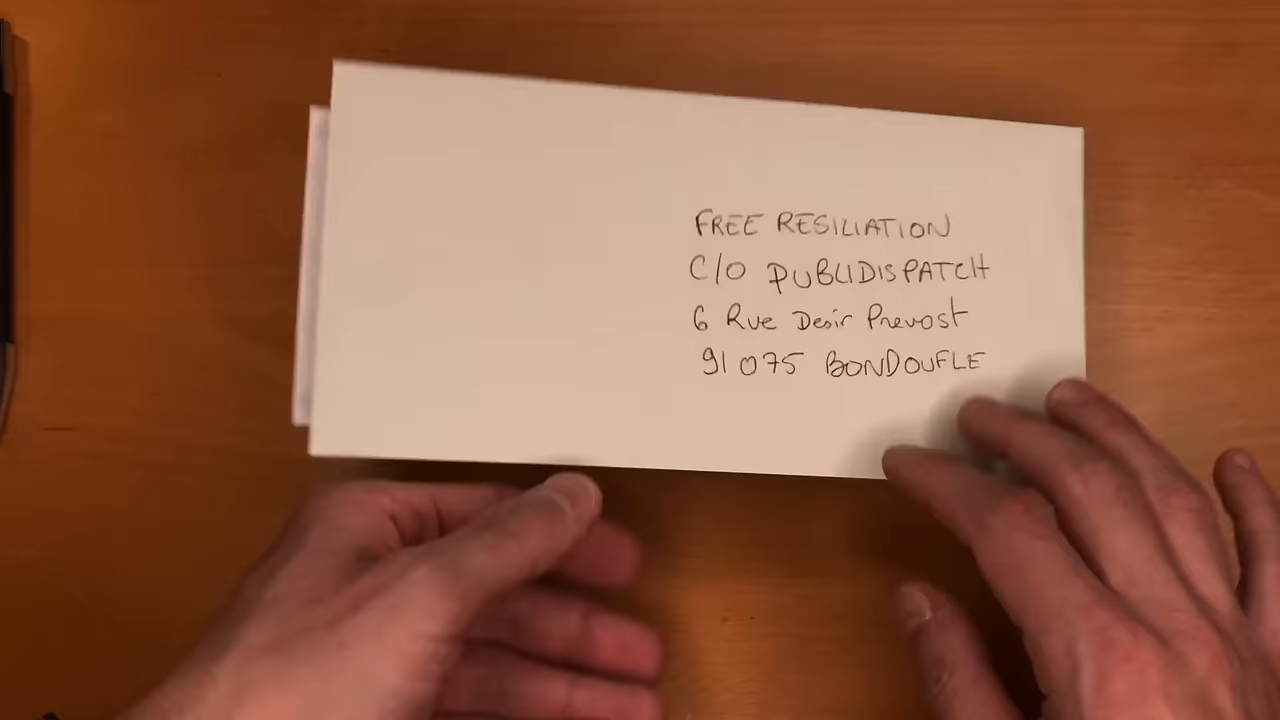 FREE RESILIATION
C/O PUBLIDISPATCH
6 Rue Desir Prevost
91075 BONDOUFLE